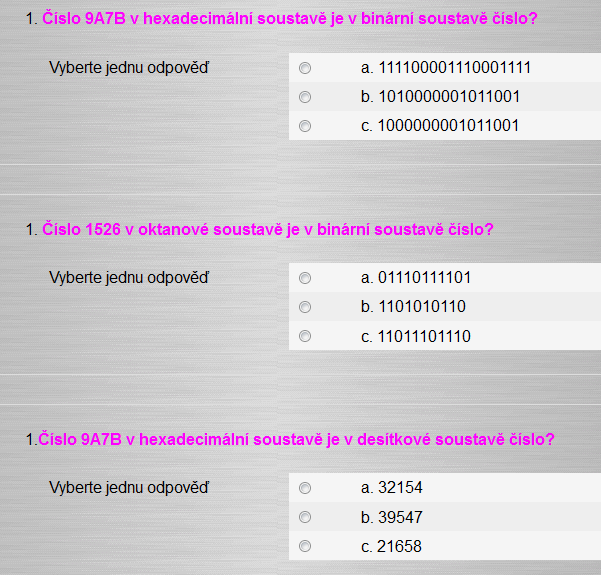 1. Číslo 9A7B v hexadecimální soustavě je v binární soustavě číslo?
Vyberte jednu odpověď
a. 111100001110001111
b. 1010000001011001
c. 1000000001011001
1. Číslo 1526 v oktanové soustavě je v binární soustavě číslo?
Vyberte jednu odpověď
a. 01110111101
b. 1101010110
c. 11011101110
1.Číslo 9A7B v hexadecimální soustavě je v desítkové soustavě číslo?
Vyberte jednu odpověď
a. 32154
b. 39547
c. 21658